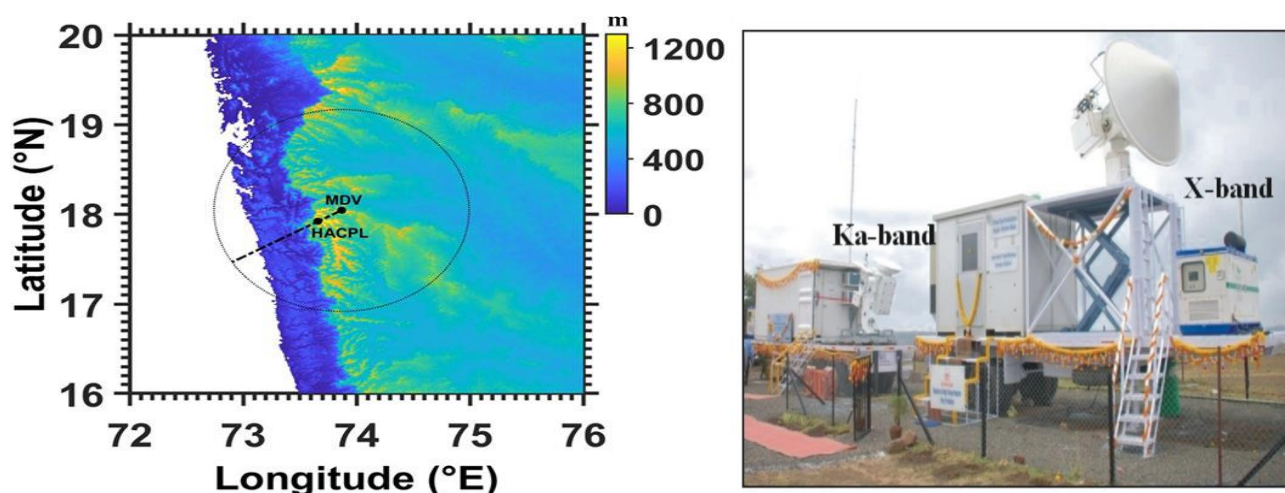 m
20
19
18
17
16
Latitude (°N)
72 73 74 75 76
Longitude (°E)
1200
800
400
0
MDV
HACPL
Ka-band
X-band